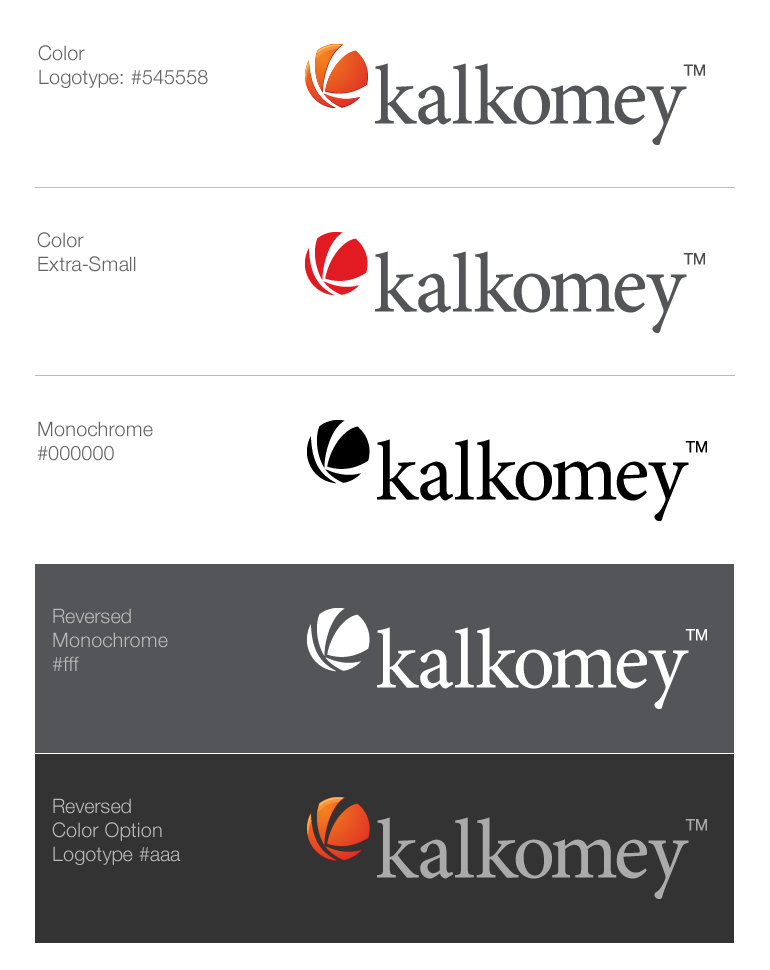 Color
Logotype: #545558
kalkomey™
Color
Extra-Small
kalkomey™
Monochrome
#000000
kalkomey™
Reversed
Monochrome
#fff
kalkomey™
Reversed
Color Option
Logotype #aaa
kalkomey™